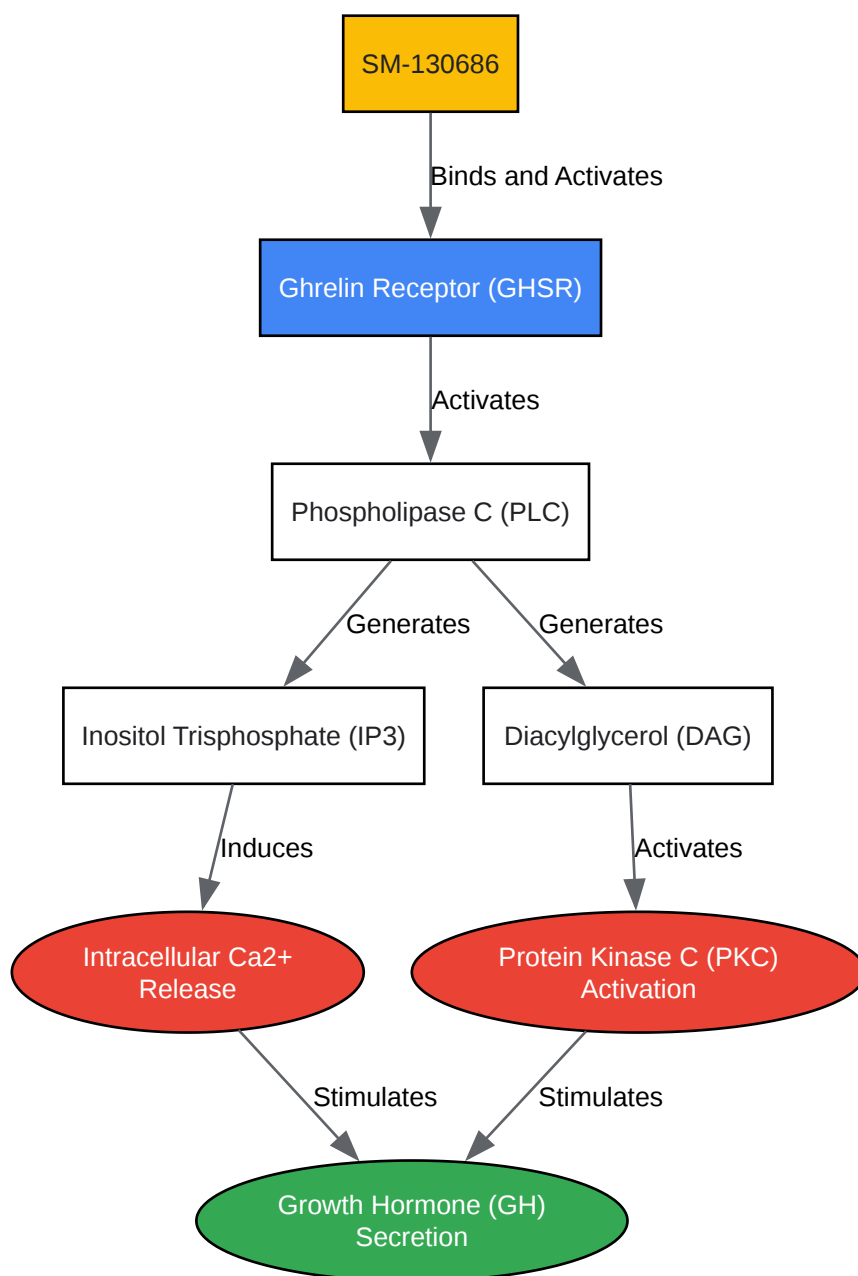 SM-130686
Binds and Activates
Ghrelin Receptor (GHSR)
Activates
Phospholipase C (PLC)
Generates
Generates
Inositol Trisphosphate (IP3)
Diacylglycerol (DAG)
Induces
Activates
Intracellular Ca2+
Release
Protein Kinase C (PKC)
Activation
Stimulates
Stimulates
Growth Hormone (GH)
Secretion